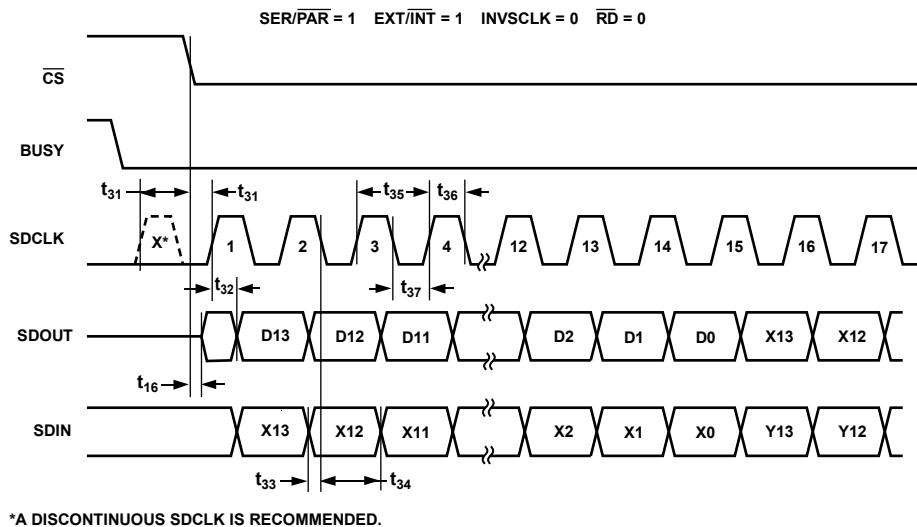 SER/PAR = 1 EXT/INT = 1 INVSCLK = 0 RD = 0
CS
BUSY
t31 t31 t35 t36
SDCLK X* 1 2 3 4 12 13 14 15 16 17
t32 t37
SDOUT D13 D12 D11 D2 D1 D0 X13 X12
t16
SDIN X13 X12 X11 X2 X1 X0 Y13 Y12
t33 t34
*A DISCONTINUOUS SDCLK IS RECOMMENDED.